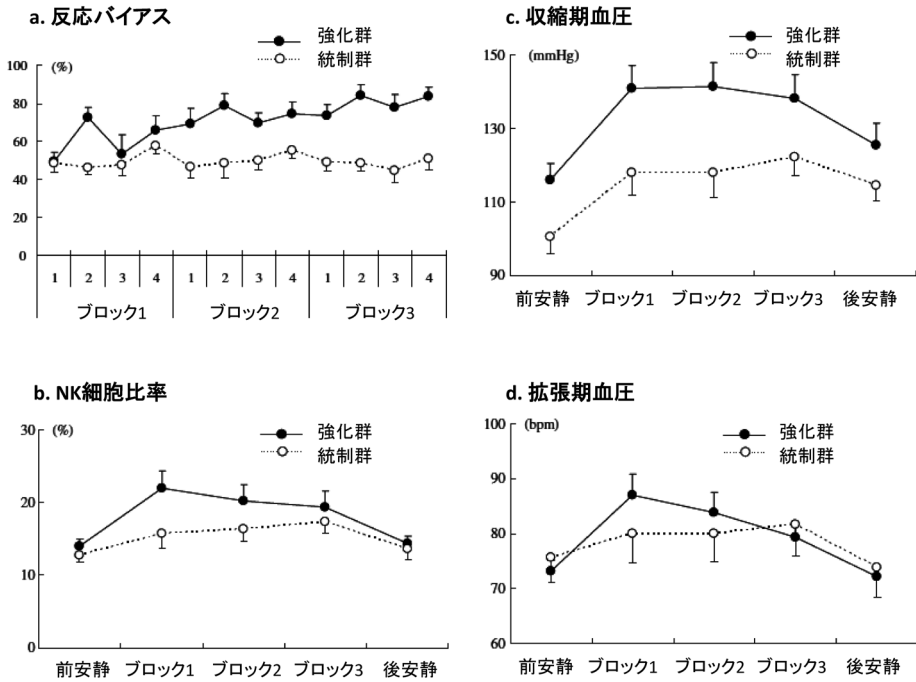 a. 反応バイアス
強化群
統制群
(%)
100
80
60
40
20
0
1 2 3 4 1 2 3 4 1 2 3 4
ブロック1 ブロック2 ブロック3
c. 収縮期血圧
強化群
統制群
(mmHg)
150
130
110
90
前安静 ブロック1 ブロック2 ブロック3 後安静
b. NK細胞比率
強化群
統制群
(%)
30
20
10
0
前安静 ブロック1 ブロック2 ブロック3 後安静
d. 拡張期血圧
強化群
統制群
(bpm)
100
90
80
70
60
前安静 ブロック1 ブロック2 ブロック3 後安静